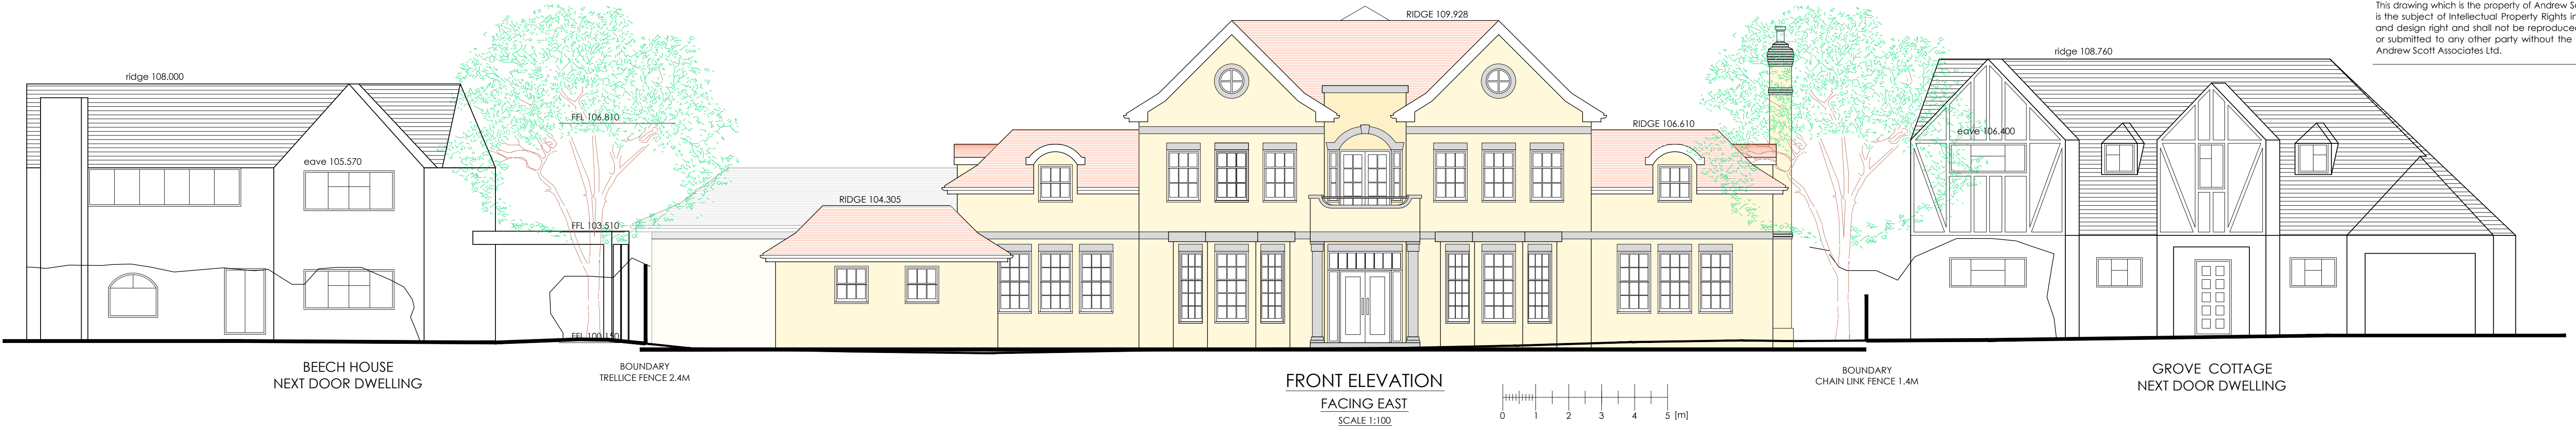 This drawing which is the property of Andrew
is the subject of Intellectual Property Rights
and design right and shall not be
or submitted to any other party without the
Andrew Scott Associates Ltd.
RIDGE 109.928
ridge 108.760
ridge 108.000
FFL 106.810
RIDGE 106.610
eave 106.400
eave 105.570
RIDGE 104.305
FFL 103.510
FFL 100.150
BEECH HOUSE
NEXT DOOR DWELLING
BOUNDARY
TRELLICE FENCE 2.4M
FRONT ELEVATION
FACING EAST
SCALE 1:100
0 1 2 3 4 5 [m]
BOUNDARY
CHAIN LINK FENCE 1.4M
GROVE COTTAGE
NEXT DOOR DWELLING